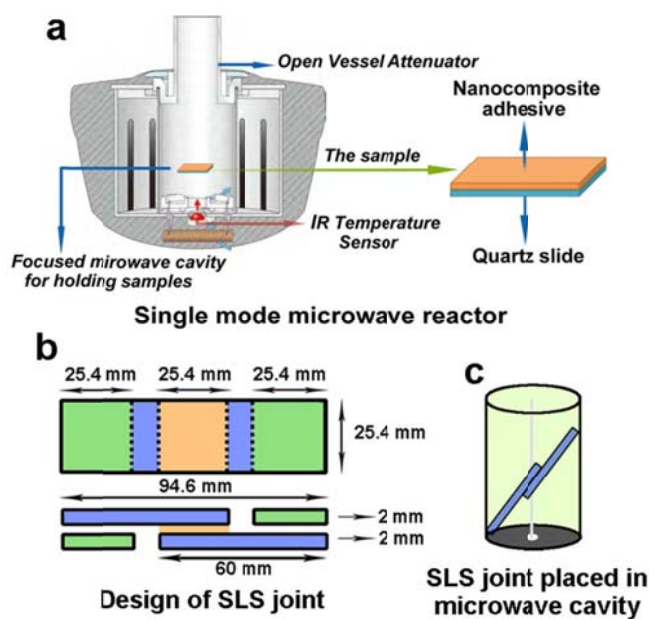 a
Open Vessel Attenuator
Nanocomposite
adhesive
The sample
IR Temperature
Sensor
Focused mirowave cavity
for holding samples
Quartz slide
Single mode microwave reactor
b
25.4 mm 25.4 mm 25.4 mm
25.4 mm
94.6 mm
2 mm
2 mm
60 mm
Design of SLS joint
c
SLS joint placed in
microwave cavity